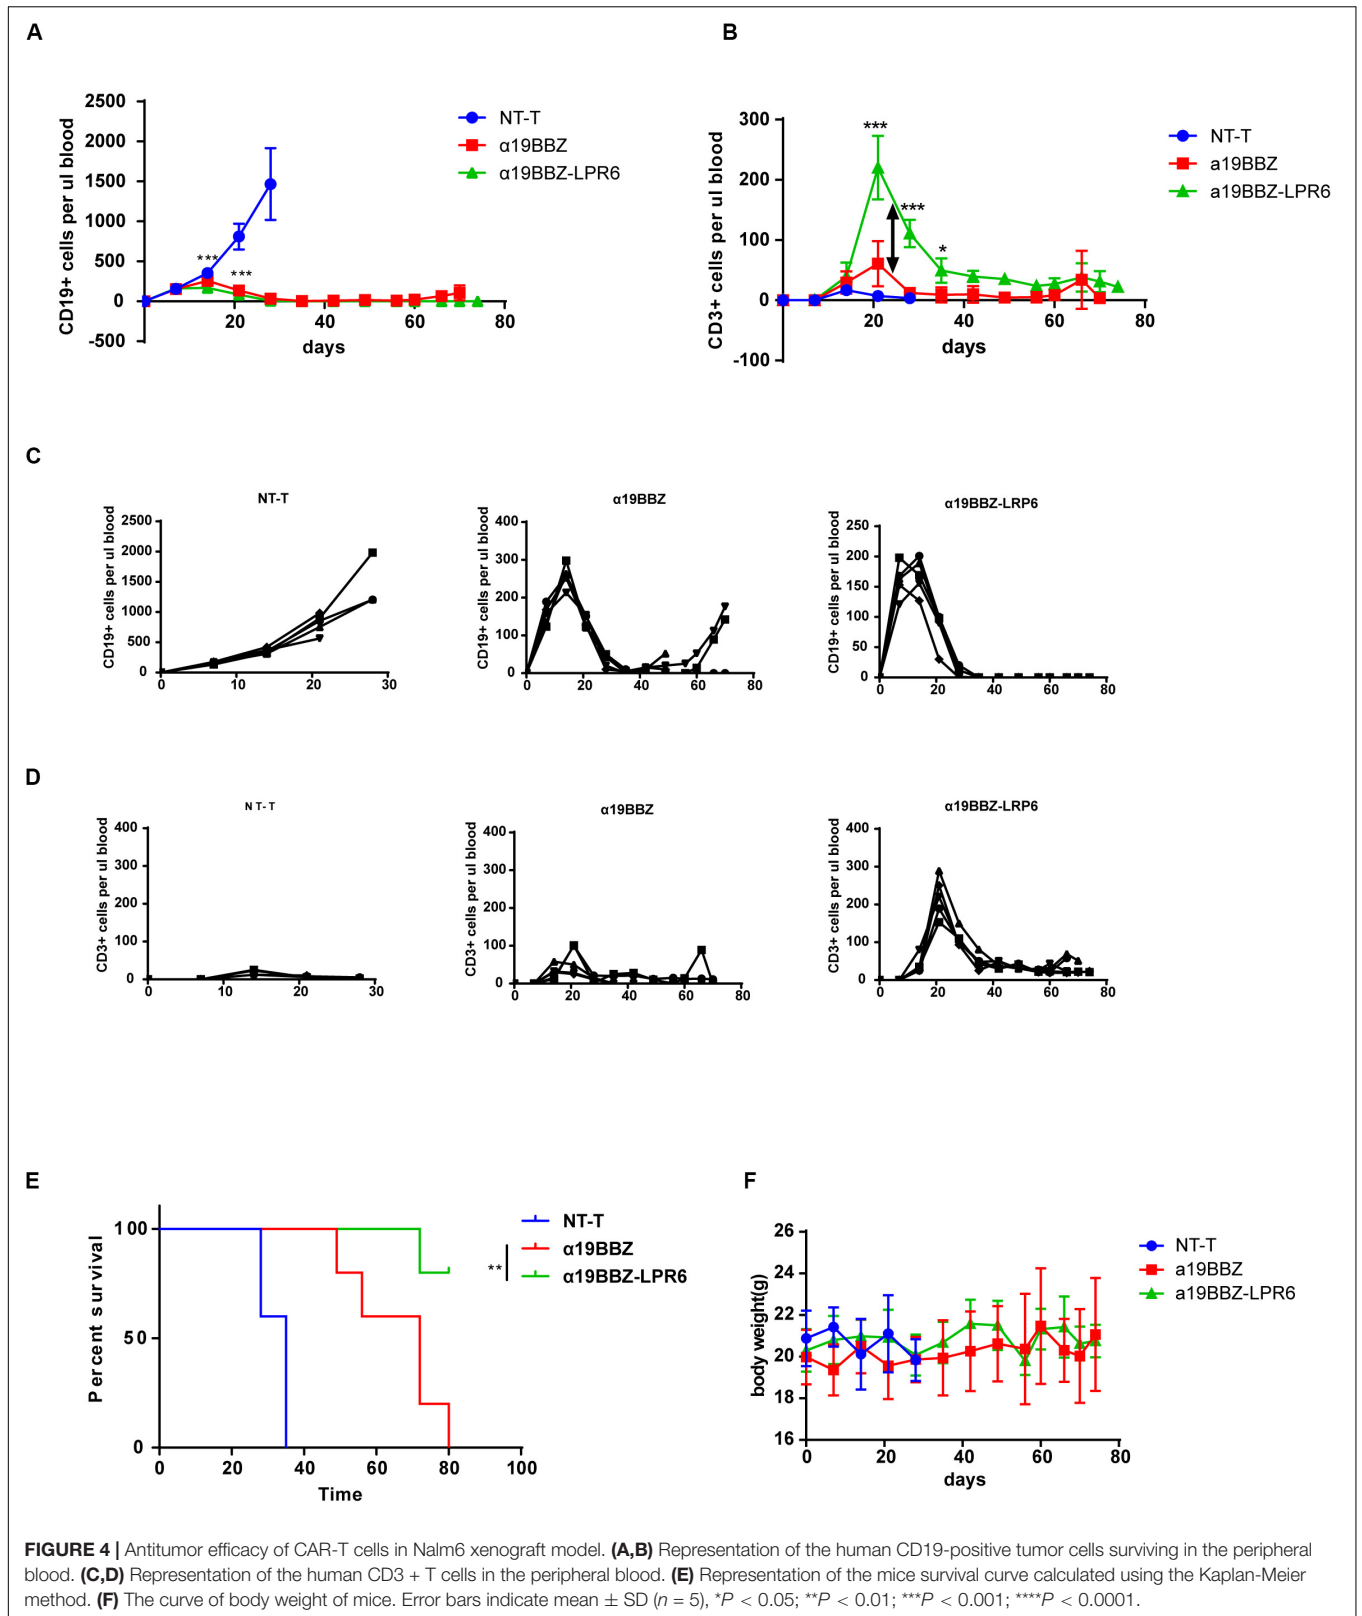 A
B
2500
2000
1500
1000
500
0
-500
20
40
60
80
CD19+ cells per ul blood
days
***
***
NT-T
α19BBZ
α19BBZ-LPR6
300
200
100
0
-100
20
40
60
80
CD3+ cells per ul blood
days
***
***
*
NT-T
a19BBZ
a19BBZ-LPR6
C
NT-T
CD19+ cells per ul blood
2500
2000
1500
1000
500
0
0
10
20
30
α19BBZ
CD19+ cells per ul blood
400
300
200
100
0
0
20
40
60
80
α19BBZ-LRP6
CD19+ cells per ul blood
250
200
150
100
50
0
0
20
40
60
80
D
NT-T
CD3+ cells per ul blood
400
300
200
100
0
0
10
20
30
α19BBZ
CD3+ cells per ul blood
400
300
200
100
0
0
20
40
60
80
α19BBZ-LRP6
CD3+ cells per ul blood
400
300
200
100
0
0
20
40
60
80
E
Percent survival
100
50
0
0
20
40
60
80
100
Time
NT-T
α19BBZ
α19BBZ-LPR6
**
F
body weight(g)
26
24
22
20
18
16
0
20
40
60
80
days
NT-T
a19BBZ
a19BBZ-LPR6
FIGURE 4 | Antitumor efficacy of CAR-T cells in Nalm6 xenograft model. (A,B) Representation of the human CD19-positive tumor cells surviving in the peripheral
blood. (C,D) Representation of the human CD3 + T cells in the peripheral blood. (E) Representation of the mice survival curve calculated using the Kaplan-Meier
method. (F) The curve of body weight of mice. Error bars indicate mean ± SD (n = 5), *P < 0.05; **P < 0.01; ***P < 0.001; ****P < 0.0001.